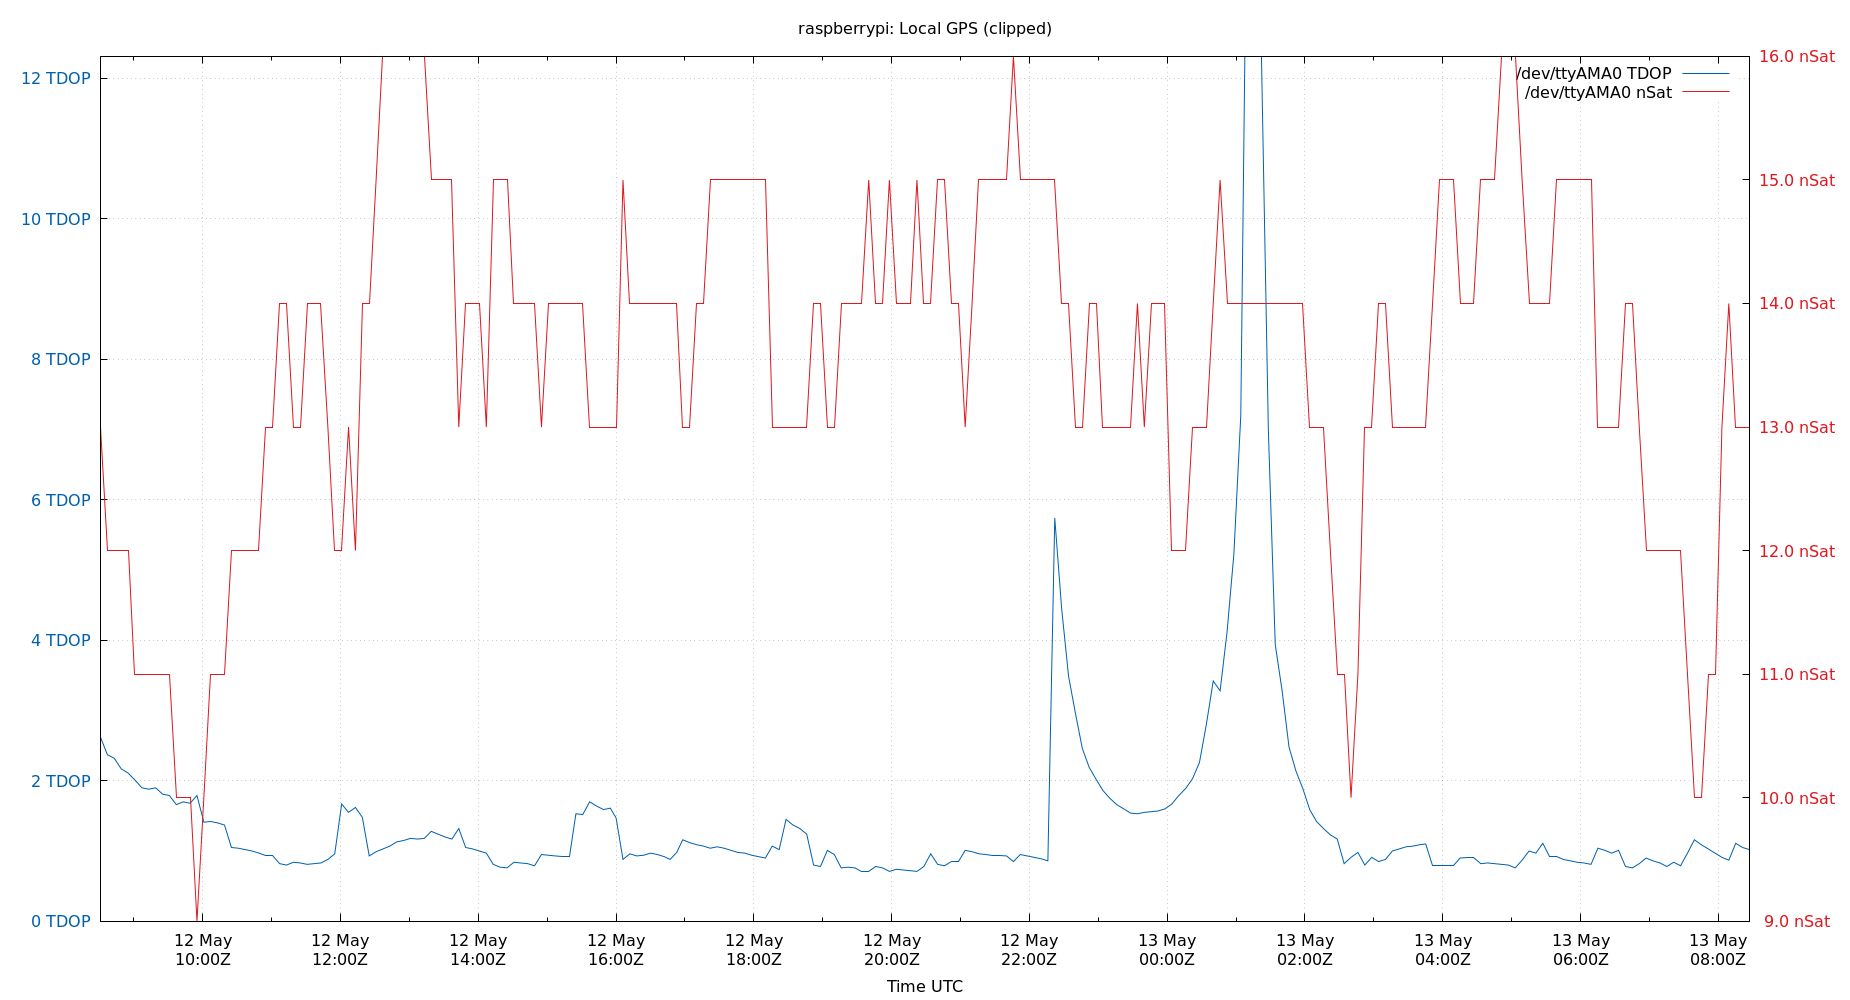 raspberrypi: Local GPS (clipped)
12 TDOP
10 TDOP
8 TDOP
6 TDOP
4 TDOP
2 TDOP
0 TDOP
16.0 nSat
15.0 nSat
14.0 nSat
13.0 nSat
12.0 nSat
11.0 nSat
10.0 nSat
9.0 nSat
/dev/ttyAMA0 TDOP
/dev/ttyAMA0 nSat
12 May
10:00Z
12 May
12:00Z
12 May
14:00Z
12 May
16:00Z
12 May
18:00Z
12 May
20:00Z
12 May
22:00Z
13 May
00:00Z
13 May
02:00Z
13 May
04:00Z
13 May
06:00Z
13 May
08:00Z
Time UTC